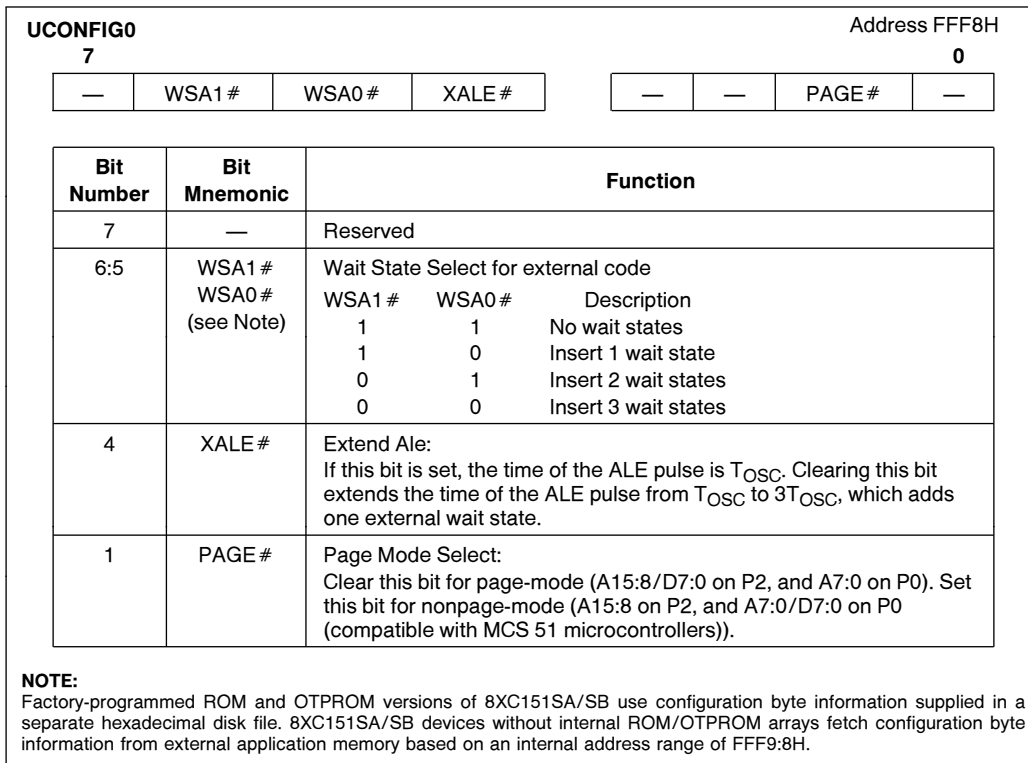 UCONFIG0 Address FFF8H
7 0
— WSA1# WSA0# XALE# — — PAGE# —
Bit Number Bit Mnemonic Function
7 — Reserved
6:5 WSA1# WSA0# (see Note) Wait State Select for external code
WSA1# WSA0# Description
1 1 No wait states
1 0 Insert 1 wait state
0 1 Insert 2 wait states
0 0 Insert 3 wait states
4 XALE# Extend Ale:
If this bit is set, the time of the ALE pulse is TOSC. Clearing this bit
extends the time of the ALE pulse from TOSC to 3TOSC, which adds
one external wait state.
1 PAGE# Page Mode Select:
Clear this bit for page-mode (A15:8/D7:0 on P2, and A7:0 on P0). Set
this bit for nonpage-mode (A15:8 on P2, and A7:0/D7:0 on P0
(compatible with MCS 51 microcontrollers)).
NOTE:
Factory-programmed ROM and OTPROM versions of 8XC151SA/SB use configuration byte information supplied in a
separate hexadecimal disk file. 8XC151SA/SB devices without internal ROM/OTPROM arrays fetch configuration byte
information from external application memory based on an internal address range of FFF9:8H.